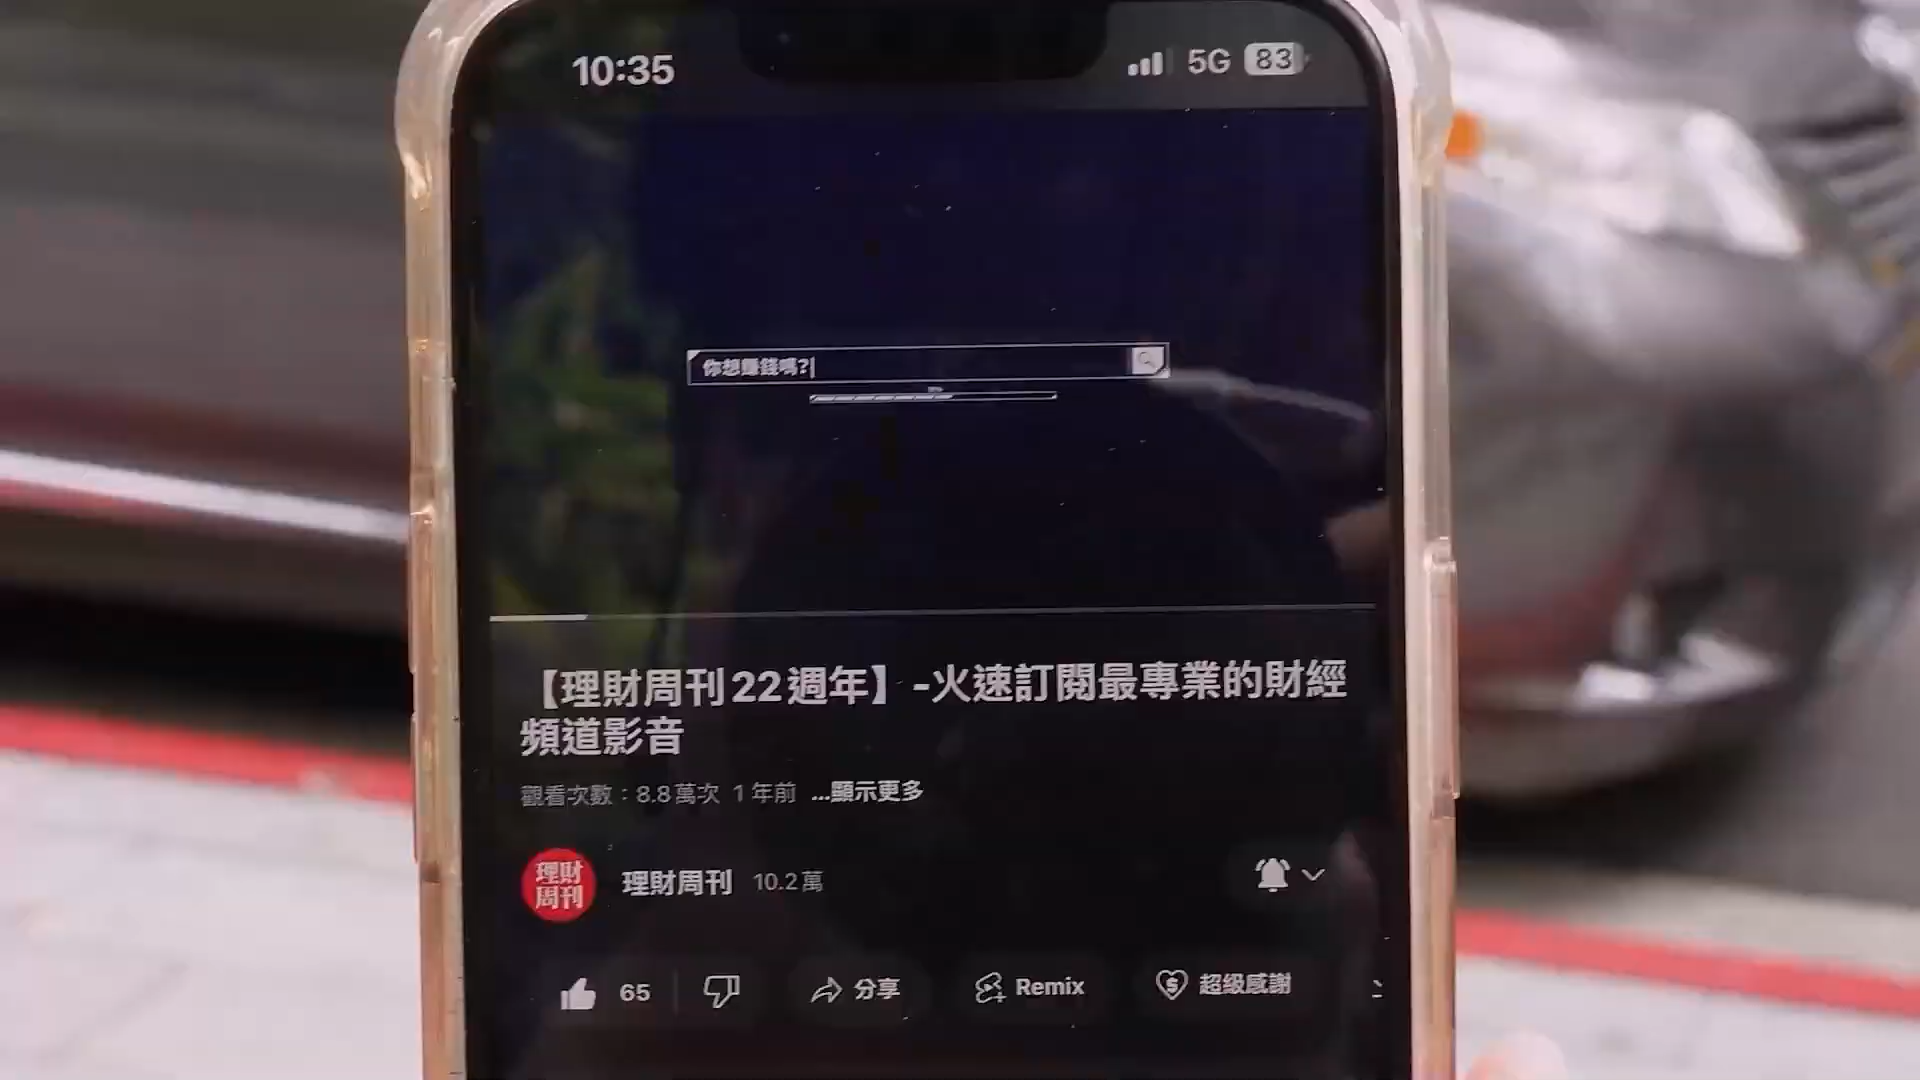 10:35
5G 83
你想賺錢嗎?
【理財周刊22週年】-火速訂閱最專業的財經
頻道影音
觀看次數：8.8萬次 1年前 ...顯示更多
理財
周刊
理財周刊 10.2萬
65 分享 Remix 超級感謝